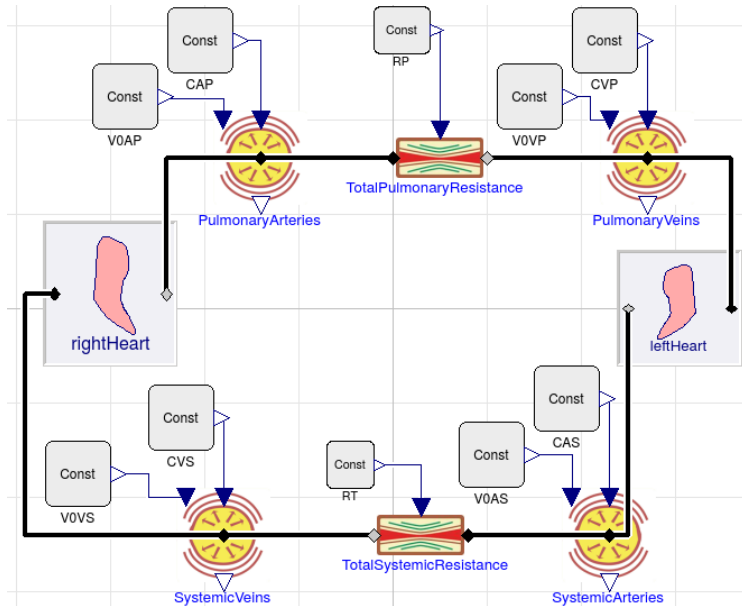 Const
CAP
Const
V0AP
Const
RP
Const
CVP
Const
V0VP
PulmonaryArteries
TotalPulmonaryResistance
PulmonaryVeins
rightHeart
leftHeart
Const
CVS
Const
V0VS
Const
RT
Const
CAS
Const
V0AS
SystemicVeins
TotalSystemicResistance
SystemicArteries